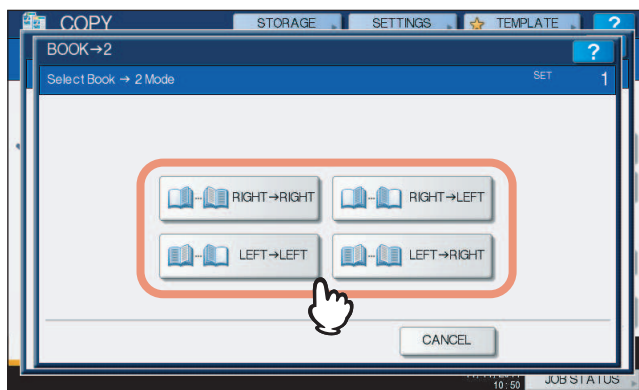 COPY STORAGE SETTINGS TEMPLATE ?
BOOK→2 ?
Select Book → 2 Mode SET 1
RIGHT→RIGHT RIGHT→LEFT
LEFT→LEFT LEFT→RIGHT
CANCEL
10:50 JOB STATUS